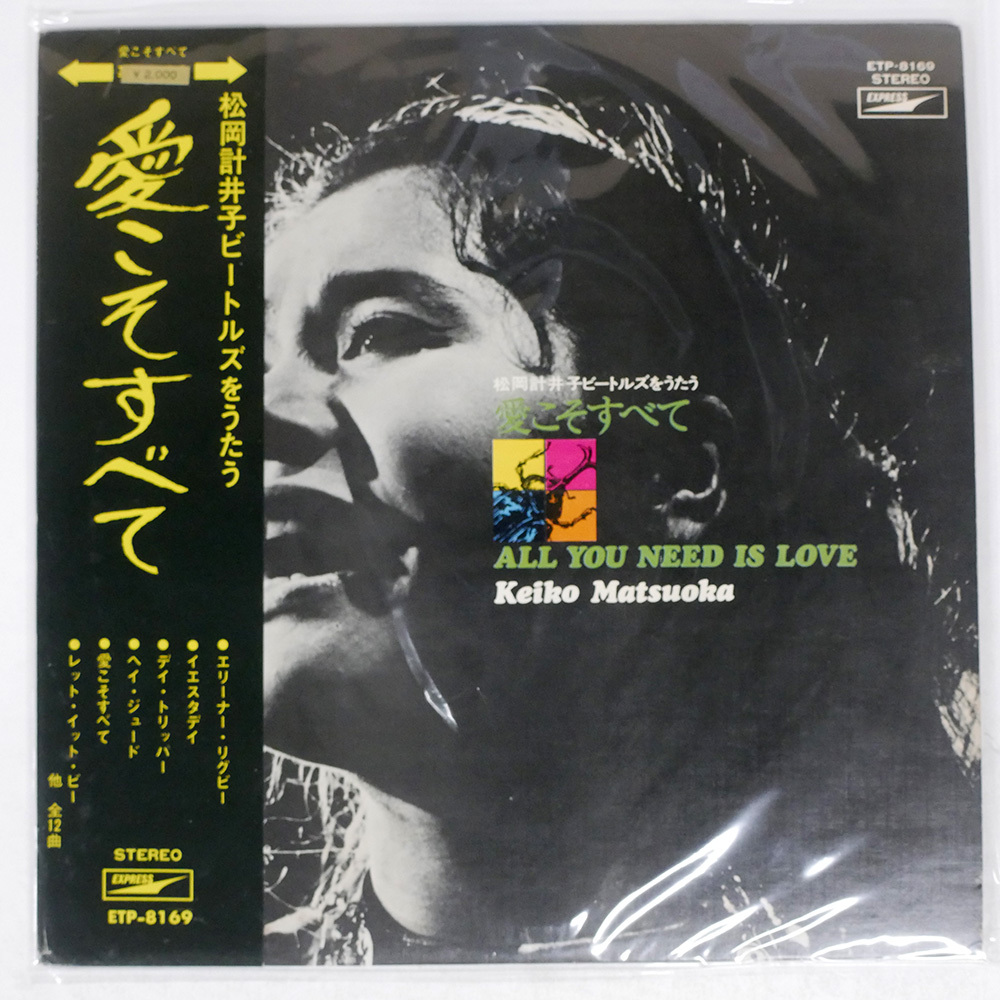 愛こそすべて
¥2,000
松岡計井子ビートルズをうたう
愛こそすべて
●エリーナー・リグビー
●イエスタデイ
●デイ・トリッパー
●ヘイ・ジュード
●愛こそすべて
●レット・イット・ビー
他 全12曲
STEREO
EXPRESS
ETP-8169
ETP-8169
STEREO
EXPRESS
松岡計井子ビートルズをうたう
愛こそすべて
ALL YOU NEED IS LOVE
Keiko Matsuoka